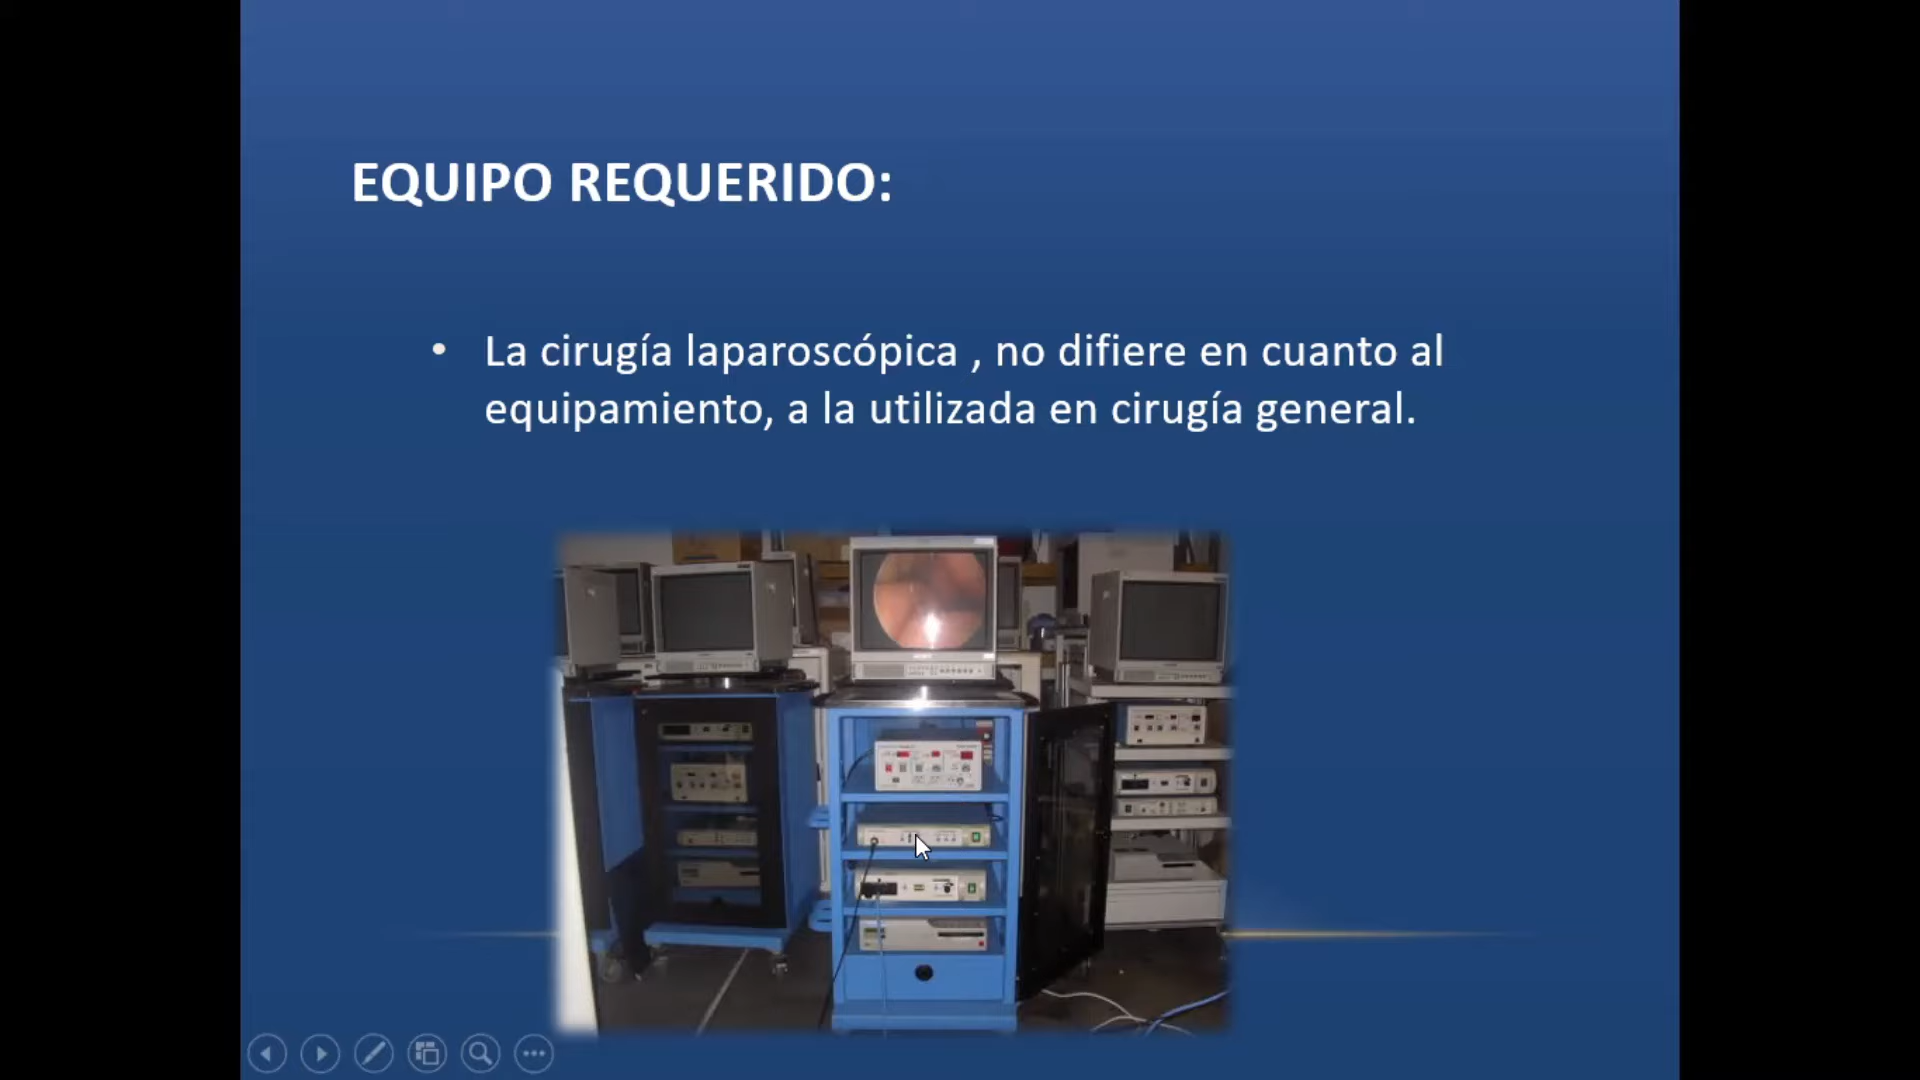 EQUIPO REQUERIDO:
• La cirugía laparoscópica , no difiere en cuanto al
equipamiento, a la utilizada en cirugía general.